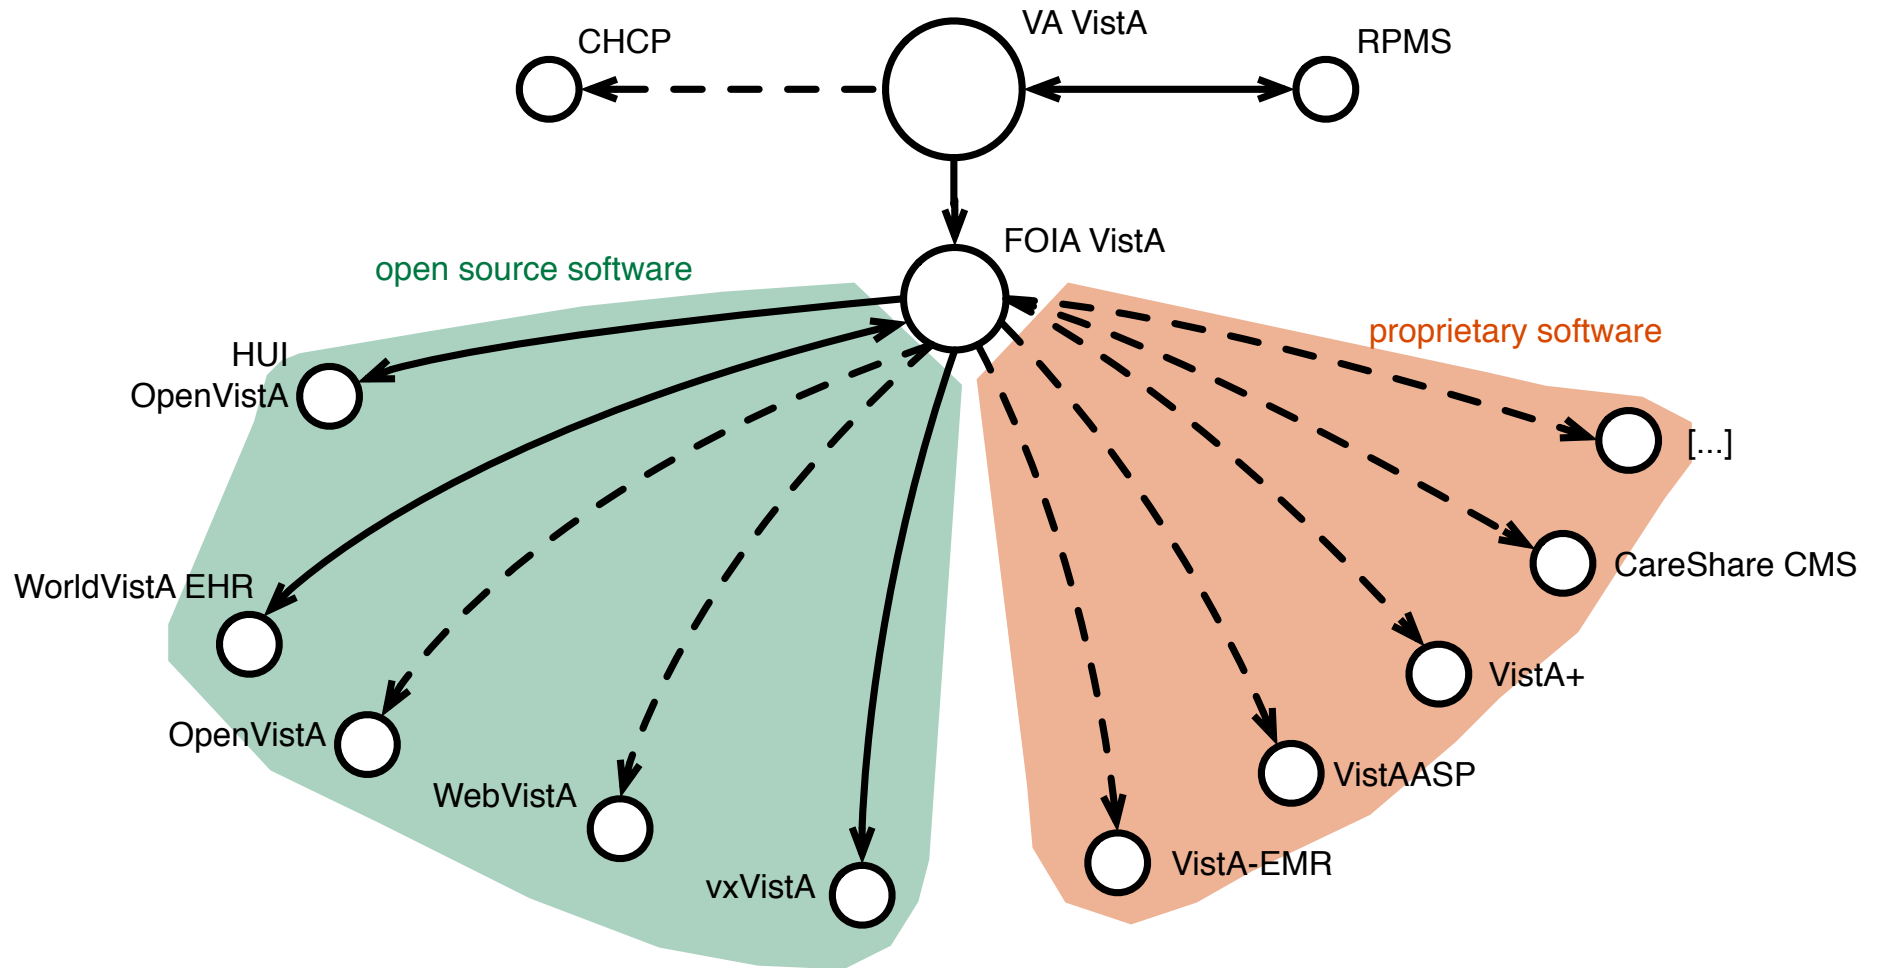 VA VistA
CHCP
RPMS
FOIA VistA
open source software
proprietary software
HUI
OpenVistA
[...]
CareShare CMS
WorldVistA EHR
VistA+
OpenVistA
VistAASP
WebVistA
VistA-EMR
vxVistA